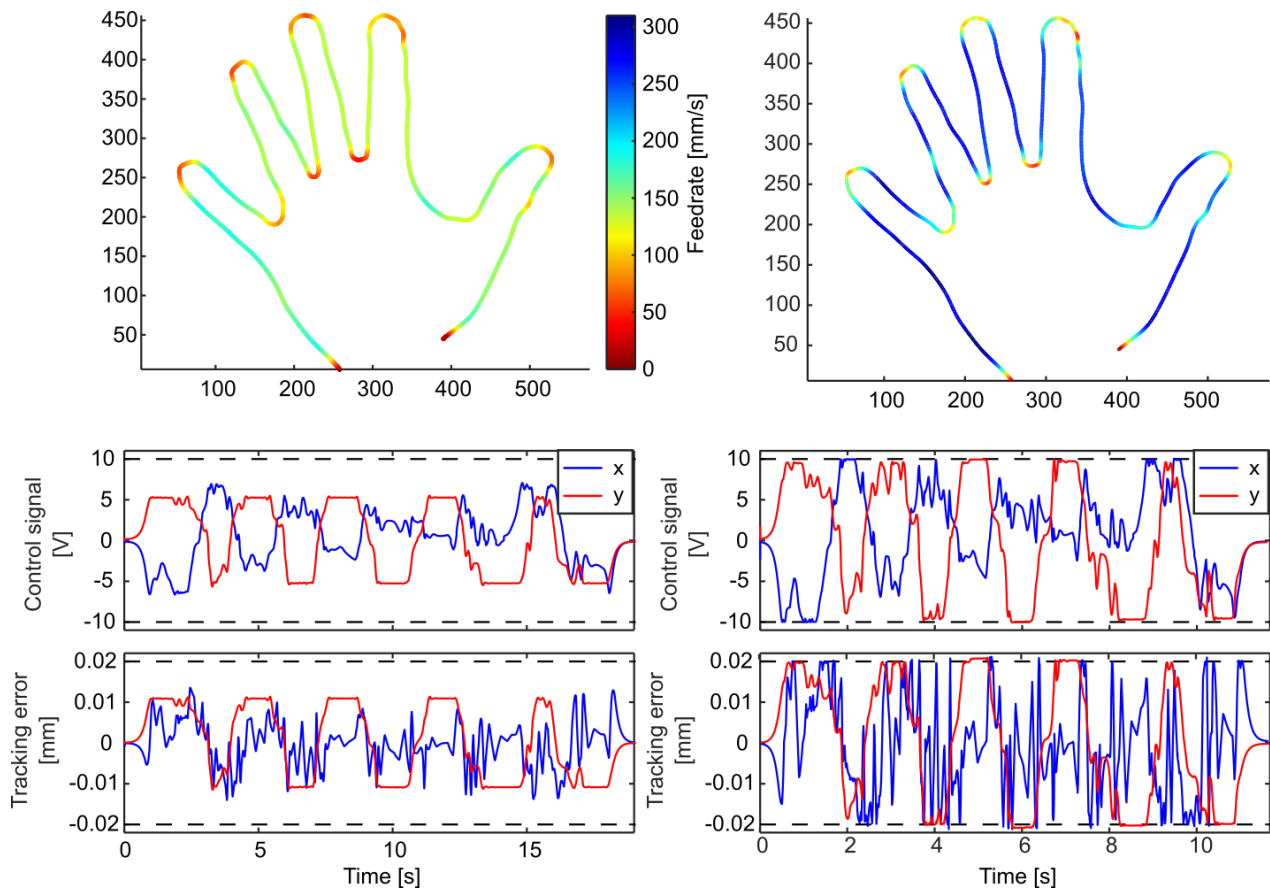 450
400
350
300
250
200
150
100
50
100 200 300 400 500
300
250
200
150
100
50
0
Feedrate [mm/s]
450
400
350
300
250
200
150
100
50
100 200 300 400 500
10
5
0
-5
-10
Control signal
[V]
x
y
10
5
0
-5
-10
Control signal
[V]
x
y
0.02
0.01
0
-0.01
-0.02
Tracking error
[mm]
0 5 10 15
Time [s]
0.02
0.01
0
-0.01
-0.02
Tracking error
[mm]
0 2 4 6 8 10
Time [s]